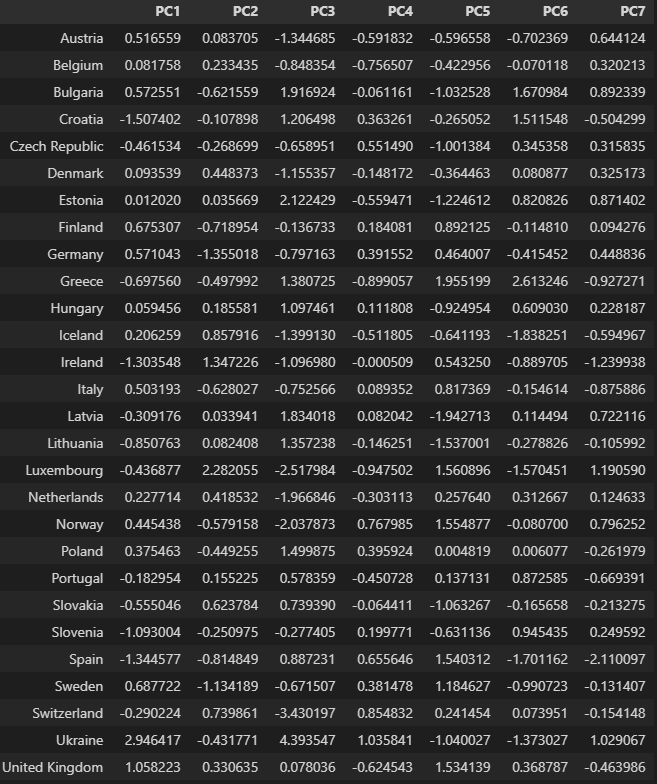 PC1 PC2 PC3 PC4 PC5 PC6 PC7
Austria 0.516559 0.083705 -1.344685 -0.591832 -0.596558 -0.702369 0.644124
Belgium 0.081758 0.233435 -0.848354 -0.756507 -0.422956 -0.070118 0.320213
Bulgaria 0.572551 -0.621559 1.916924 -0.061161 -1.032528 1.670984 0.892339
Croatia -1.507402 -0.107898 1.206498 0.363261 -0.265052 1.511548 -0.504299
Czech Republic -0.461534 -0.268699 -0.658951 0.551490 -1.001384 0.345358 0.315835
Denmark 0.093539 0.448373 -1.155357 -0.148172 -0.364463 0.080877 0.325173
Estonia 0.012020 0.035669 2.122429 -0.559471 -1.224612 0.820826 0.871402
Finland 0.675307 -0.718954 -0.136733 0.184081 0.892125 -0.114810 0.094276
Germany 0.571043 -1.355018 -0.797163 0.391552 0.464007 -0.415452 0.448836
Greece -0.697560 -0.497992 1.380725 -0.899057 1.955199 2.613246 -0.927271
Hungary 0.059456 0.185581 1.097461 0.111808 -0.924954 0.609030 0.228187
Iceland 0.206259 0.857916 -1.399130 -0.511805 -0.641193 -1.838251 -0.594967
Ireland -1.303548 1.347226 -1.096980 -0.000509 0.543250 -0.889705 -1.239938
Italy 0.503193 -0.628027 -0.752566 0.089352 0.817369 -0.154614 -0.875886
Latvia -0.309176 0.033941 1.834018 0.082042 -1.942713 0.114494 0.722116
Lithuania -0.850763 0.082408 1.357238 -0.146251 -1.537001 -0.278826 -0.105992
Luxembourg -0.436877 2.282055 -2.517984 -0.947502 1.560896 -1.570451 1.190590
Netherlands 0.227714 0.418532 -1.966846 -0.303113 0.257640 0.312667 0.124633
Norway 0.445438 -0.579158 -2.037873 0.767985 1.554877 -0.080700 0.796252
Poland 0.375463 -0.449255 1.499875 0.395924 0.004819 0.006077 -0.261979
Portugal -0.182954 0.155225 0.578359 -0.450728 0.137131 0.872585 -0.669391
Slovakia -0.555046 0.623784 0.739390 -0.064411 -1.063267 -0.165658 -0.213275
Slovenia -1.093004 -0.250975 -0.277405 0.199771 -0.631136 0.945435 0.249592
Spain -1.344577 -0.814849 0.887231 0.655646 1.540312 -1.701162 -2.110097
Sweden 0.687722 -1.134189 -0.671507 0.381478 1.184627 -0.990723 -0.131407
Switzerland -0.290224 0.739861 -3.430197 0.854832 0.241454 0.073951 -0.154148
Ukraine 2.946417 -0.431771 4.393547 1.035841 -1.040027 -1.373027 1.029067
United Kingdom 1.058223 0.330635 0.078036 -0.624543 1.534139 0.368787 -0.463986